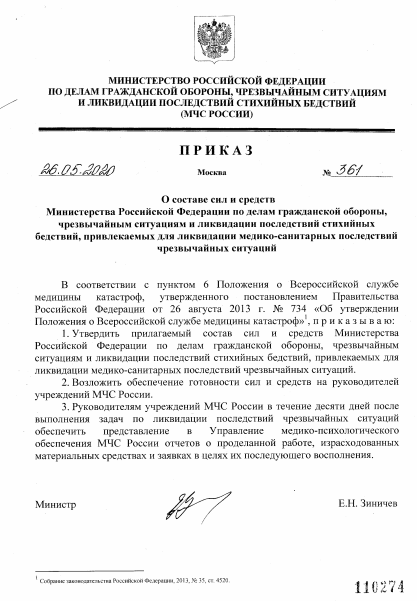 МИНИСТЕРСТВО РОССИЙСКОЙ ФЕДЕРАЦИИ
ПО ДЕЛАМ ГРАЖДАНСКОЙ ОБОРОНЫ, ЧРЕЗВЫЧАЙНЫМ СИТУАЦИЯМ
И ЛИКВИДАЦИИ ПОСЛЕДСТВИЙ СТИХИЙНЫХ БЕДСТВИЙ
(МЧС РОССИИ)
ПРИКАЗ
26.05.2020 Москва № 361
О составе сил и средств
Министерства Российской Федерации по делам гражданской обороны,
чрезвычайным ситуациям и ликвидации последствий стихийных
бедствий, привлекаемых для ликвидации медико-санитарных последствий
чрезвычайных ситуаций
В соответствии с пунктом 6 Положения о Всероссийской службе
медицины катастроф, утвержденного постановлением Правительства
Российской Федерации от 26 августа 2013 г. № 734 «Об утверждении
Положения о Всероссийской службе медицины катастроф»1, п р и к а з ы в а ю:
1. Утвердить прилагаемый состав сил и средств Министерства
Российской Федерации по делам гражданской обороны, чрезвычайным
ситуациям и ликвидации последствий стихийных бедствий, привлекаемых для
ликвидации медико-санитарных последствий чрезвычайных ситуаций.
2. Возложить обеспечение готовности сил и средств на руководителей
учреждений МЧС России.
3. Руководителям учреждений МЧС России в течение десяти дней после
выполнения задач по ликвидации последствий чрезвычайных ситуаций
обеспечить представление в Управление медико-психологического
обеспечения МЧС России отчетов о проделанной работе, израсходованных
материальных средствах и заявках в целях их последующего восполнения.
Министр Е.Н. Зиничев
1 Собрание законодательства Российской Федерации, 2013, № 35, ст. 4520.
110274